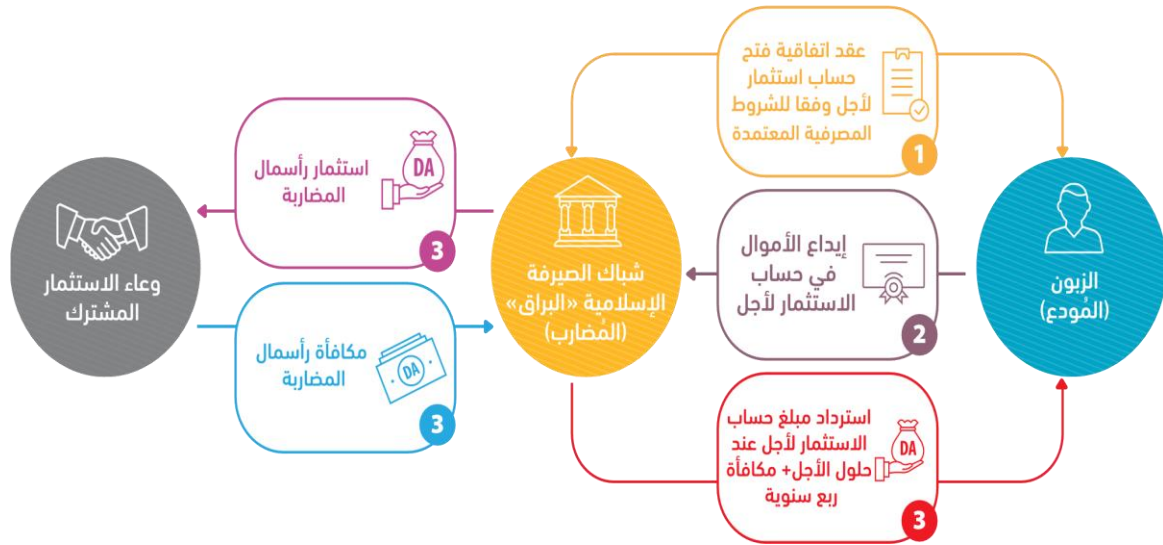 عقد اتفاقية فتح
حساب استثمار
لأجل وفقا للشروط
المصرفية المعتمدة
1
الزبون
(المُودع)
إيداع الأموال
في حساب
الاستثمار لأجل
2
شباك الصيرفة
الإسلامية «البراق»
(المُضارب)
DA
استثمار رأسمال
المضاربة
3
وعاء الاستثمار
المشترك
DA
مكافأة رأسمال
المضاربة
3
DA
استرداد مبلغ حساب
الاستثمار لأجل عند
حلول الأجل+ مكافأة
ربع سنوية
3